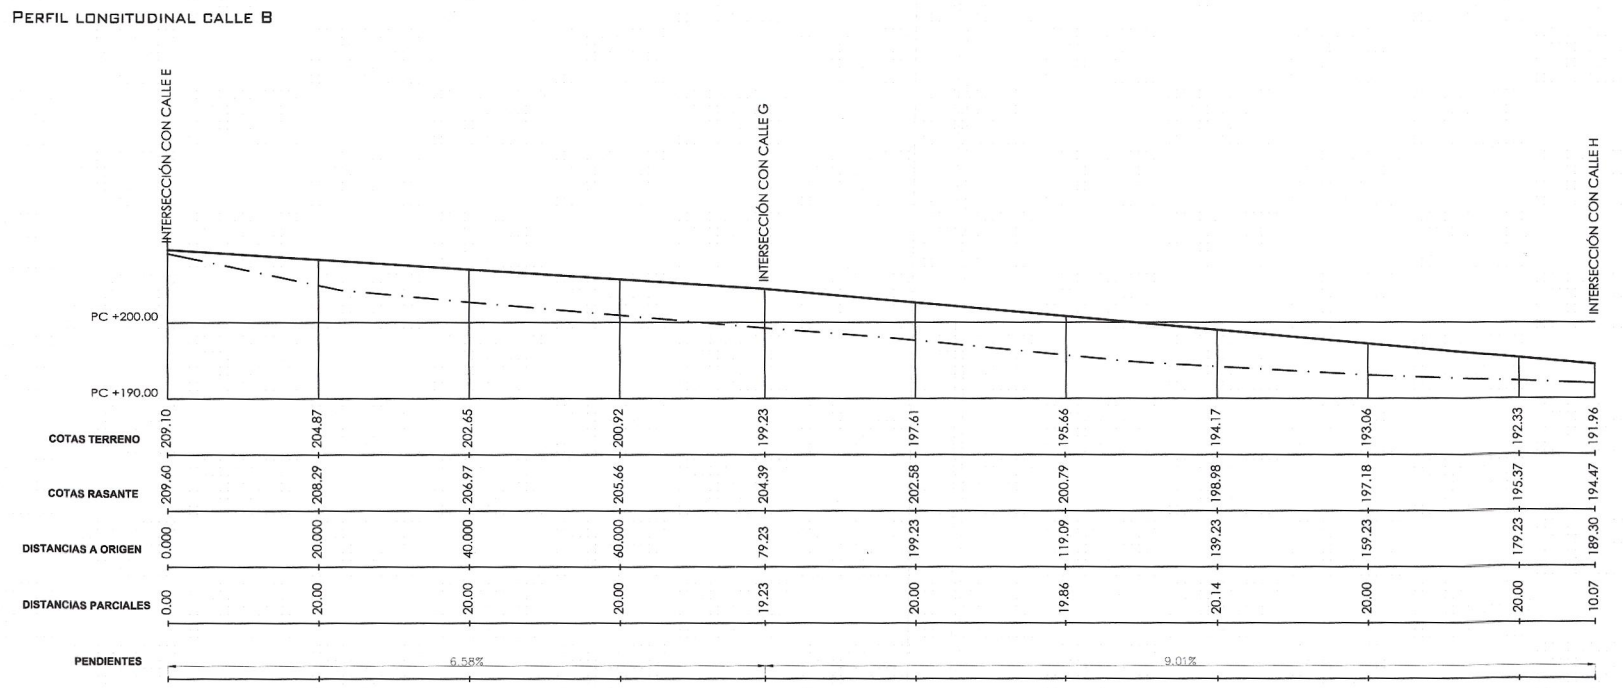 PERFIL LONGITUDINAL CALLE B
INTERSECCIÓN CON CALLE E
INTERSECCIÓN CON CALLE G
INTERSECCIÓN CON CALLE H
PC +200.00
PC +190.00
COTAS TERRENO 209.10 204.87 202.65 200.92 199.23 197.61 195.66 194.17 193.06 192.33 191.96
COTAS RASANTE 209.60 208.29 206.97 205.66 204.39 202.58 200.79 198.98 197.18 195.37 194.47
DISTANCIAS A ORIGEN 0.000 20.000 40.000 60.000 79.23 199.23 119.09 139.23 159.23 179.23 189.30
DISTANCIAS PARCIALES 0.00 20.00 20.00 20.00 19.23 20.00 19.86 20.14 20.00 20.00 10.07
PENDIENTES 6.58% 9.01%